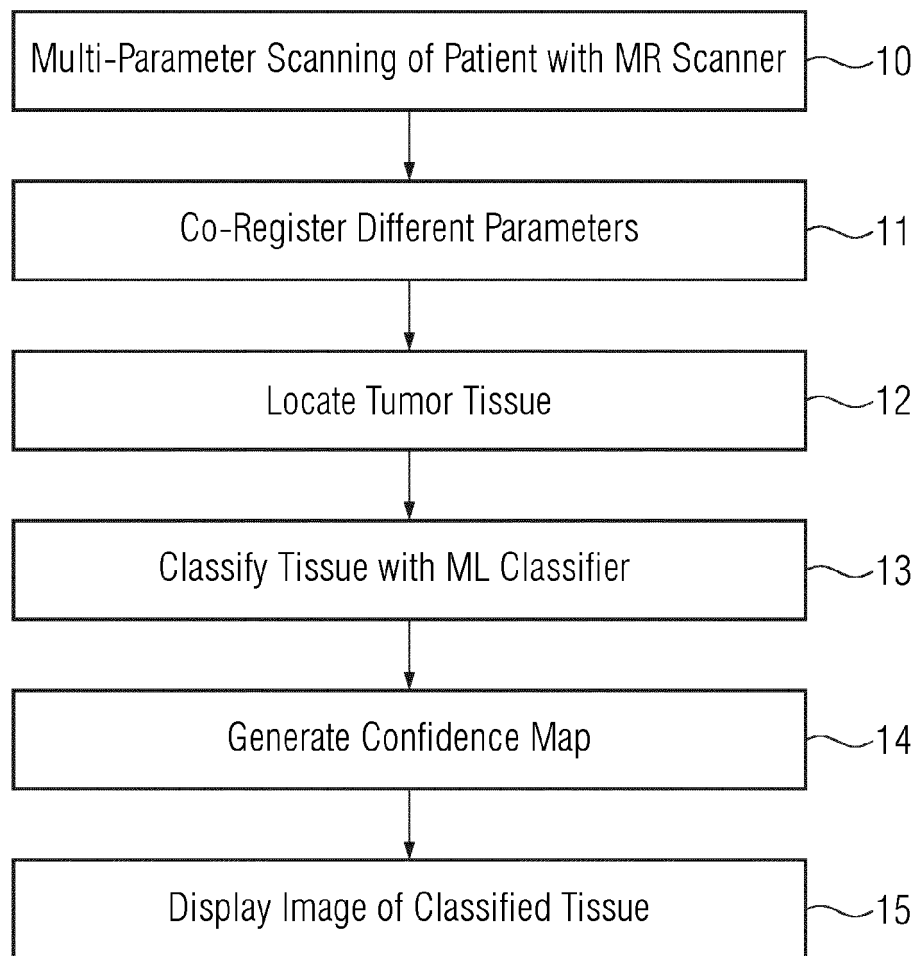 Multi-Parameter Scanning of Patient with MR Scanner 10
Co-Register Different Parameters 11
Locate Tumor Tissue 12
Classify Tissue with ML Classifier 13
Generate Confidence Map 14
Display Image of Classified Tissue 15